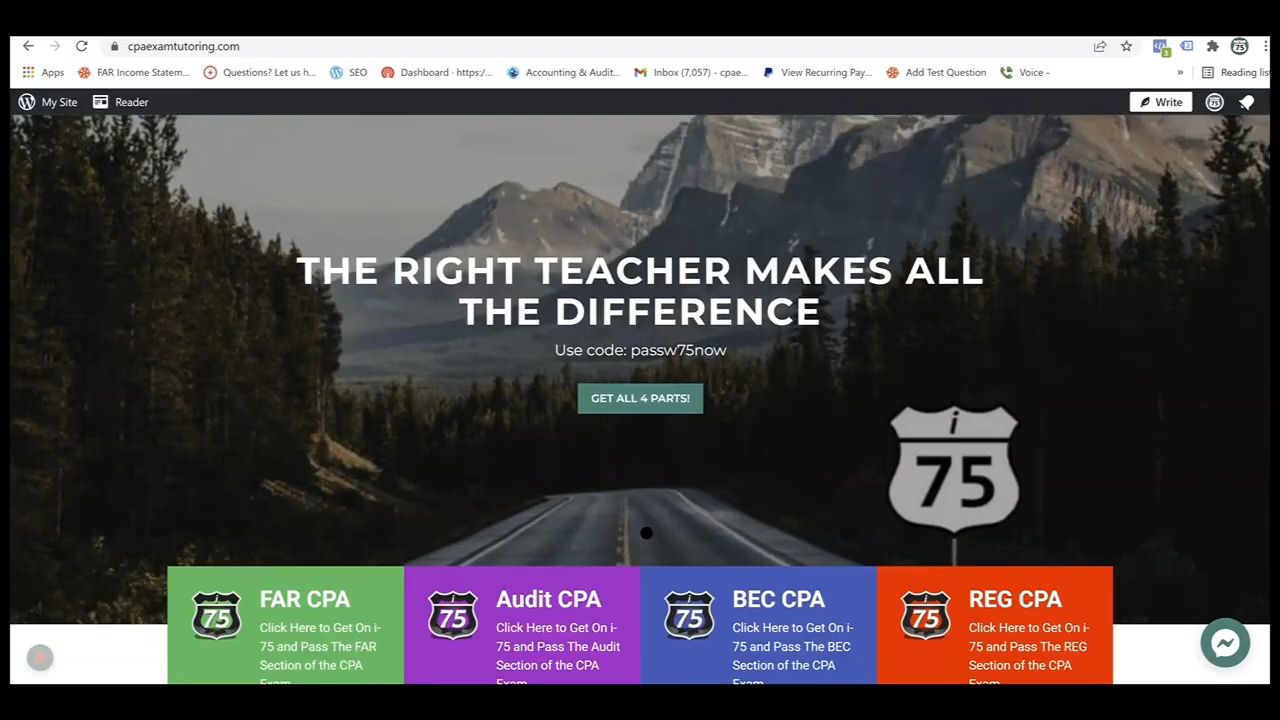 cpaexamtutoring.com
Apps FAR Income Statem... Questions? Let us h... SEO Dashboard · https:/... Accounting & Audit... Inbox (7,057) - cpae... View Recurring Pay... Add Test Question Voice - » Reading list
My Site Reader Write
THE RIGHT TEACHER MAKES ALL
THE DIFFERENCE
Use code: passw75now
GET ALL 4 PARTS!
i
75
75 FAR CPA
Click Here to Get On i-
75 and Pass The FAR
Section of the CPA
Exam
75 Audit CPA
Click Here to Get On i-
75 and Pass The Audit
Section of the CPA
Exam
75 BEC CPA
Click Here to Get On i-
75 and Pass The BEC
Section of the CPA
Exam
75 REG CPA
Click Here to Get On i-
75 and Pass The REG
Section of the CPA
Exam